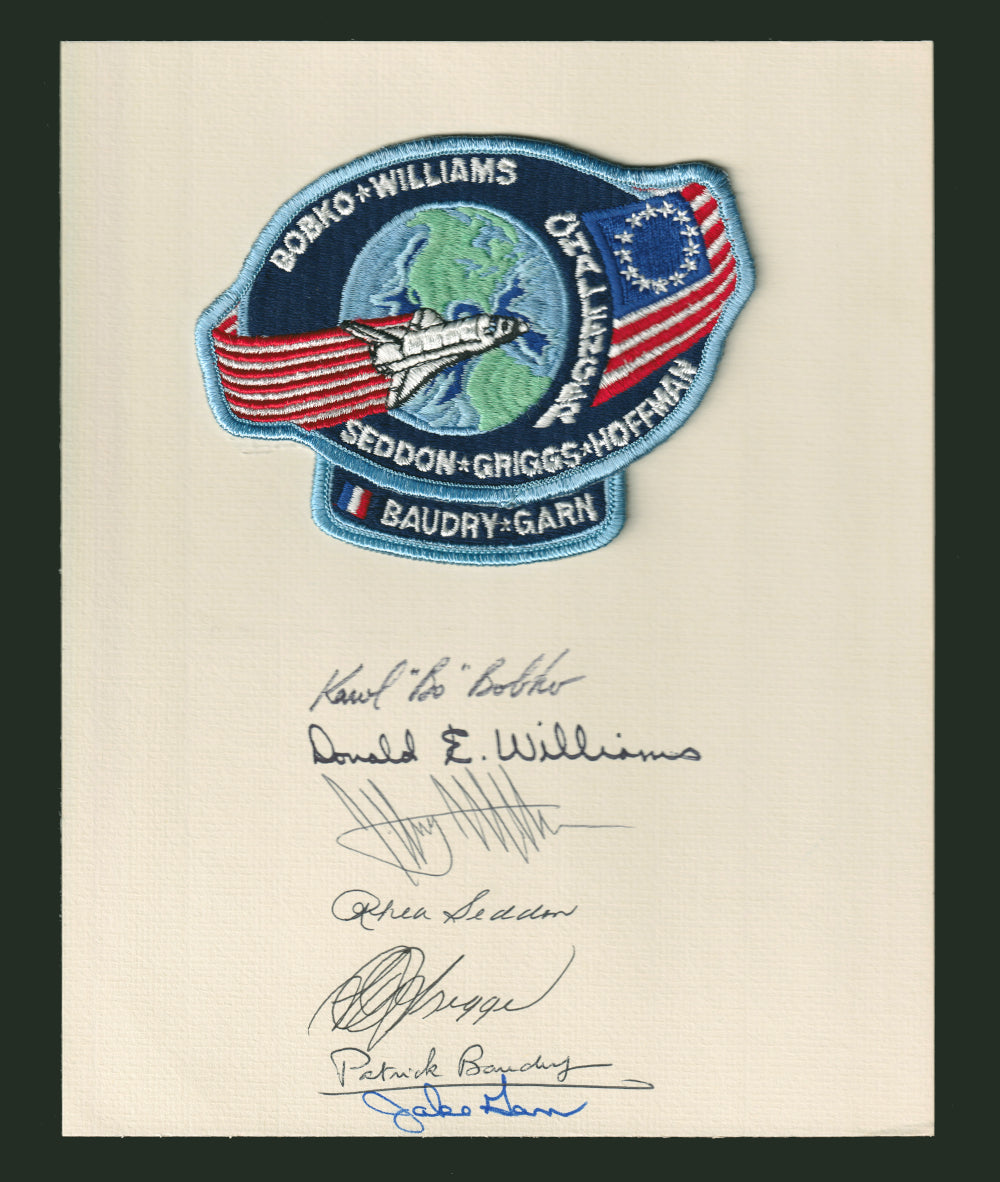 BOBKO★WILLIAMS
CHALLENGER
SEDDON★GRIGGS★HOFFMAN
BAUDRY★GARN
Karol "Bo" Bobko
Donald E. Williams
Rhea Seddon
Griggs
Patrick Baudry
Jake Garn